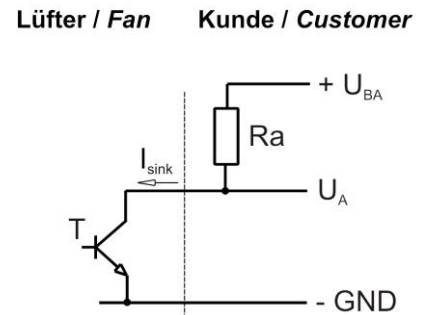 Lüfter / Fan Kunde / Customer
+ U_BA
Ra
I_sink
U_A
T
- GND